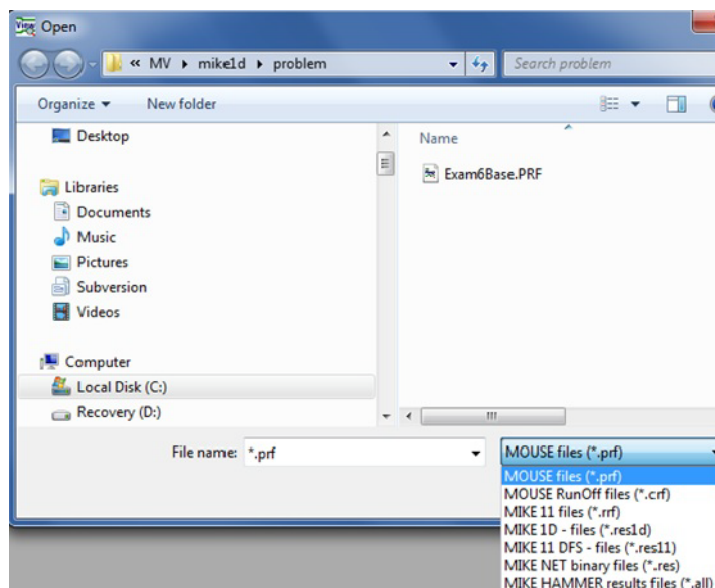 View Open
« MV ▸ mike1d ▸ problem
Search problem
Organize
New folder
Desktop
Name
Exam6Base.PRF
Libraries
Documents
Music
Pictures
Subversion
Videos
Computer
Local Disk (C:)
Recovery (D:)
File name: *.prf
MOUSE files (*.prf)
MOUSE files (*.prf)
MOUSE RunOff files (*.crf)
MIKE 11 files (*.rrf)
MIKE 1D - files (*.res1d)
MIKE 11 DFS - files (*.res11)
MIKE NET binary files (*.res)
MIKE HAMMER results files (*.all)